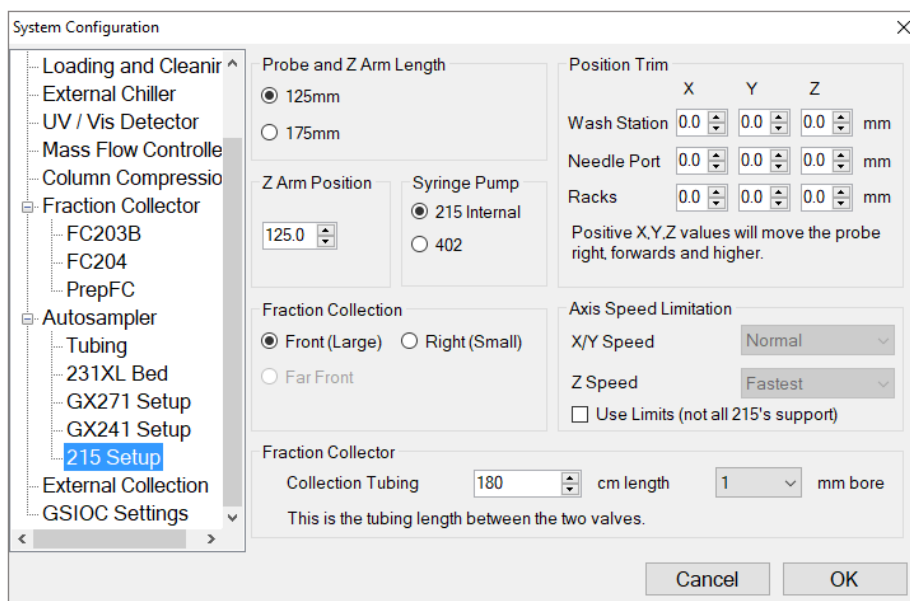 System Configuration
Loading and Cleanir
External Chiller
UV / Vis Detector
Mass Flow Controlle
Column Compressio
Fraction Collector
FC203B
FC204
PrepFC
Autosampler
Tubing
231XL Bed
GX271 Setup
GX241 Setup
215 Setup
External Collection
GSIOC Settings
Probe and Z Arm Length
125mm
175mm
Z Arm Position
125.0
Syringe Pump
215 Internal
402
Position Trim
X Y Z
Wash Station 0.0 0.0 0.0 mm
Needle Port 0.0 0.0 0.0 mm
Racks 0.0 0.0 0.0 mm
Positive X,Y,Z values will move the probe
right, forwards and higher.
Fraction Collection
Front (Large) Right (Small)
Far Front
Axis Speed Limitation
X/Y Speed Normal
Z Speed Fastest
Use Limits (not all 215's support)
Fraction Collector
Collection Tubing 180 cm length 1 mm bore
This is the tubing length between the two valves.
Cancel OK